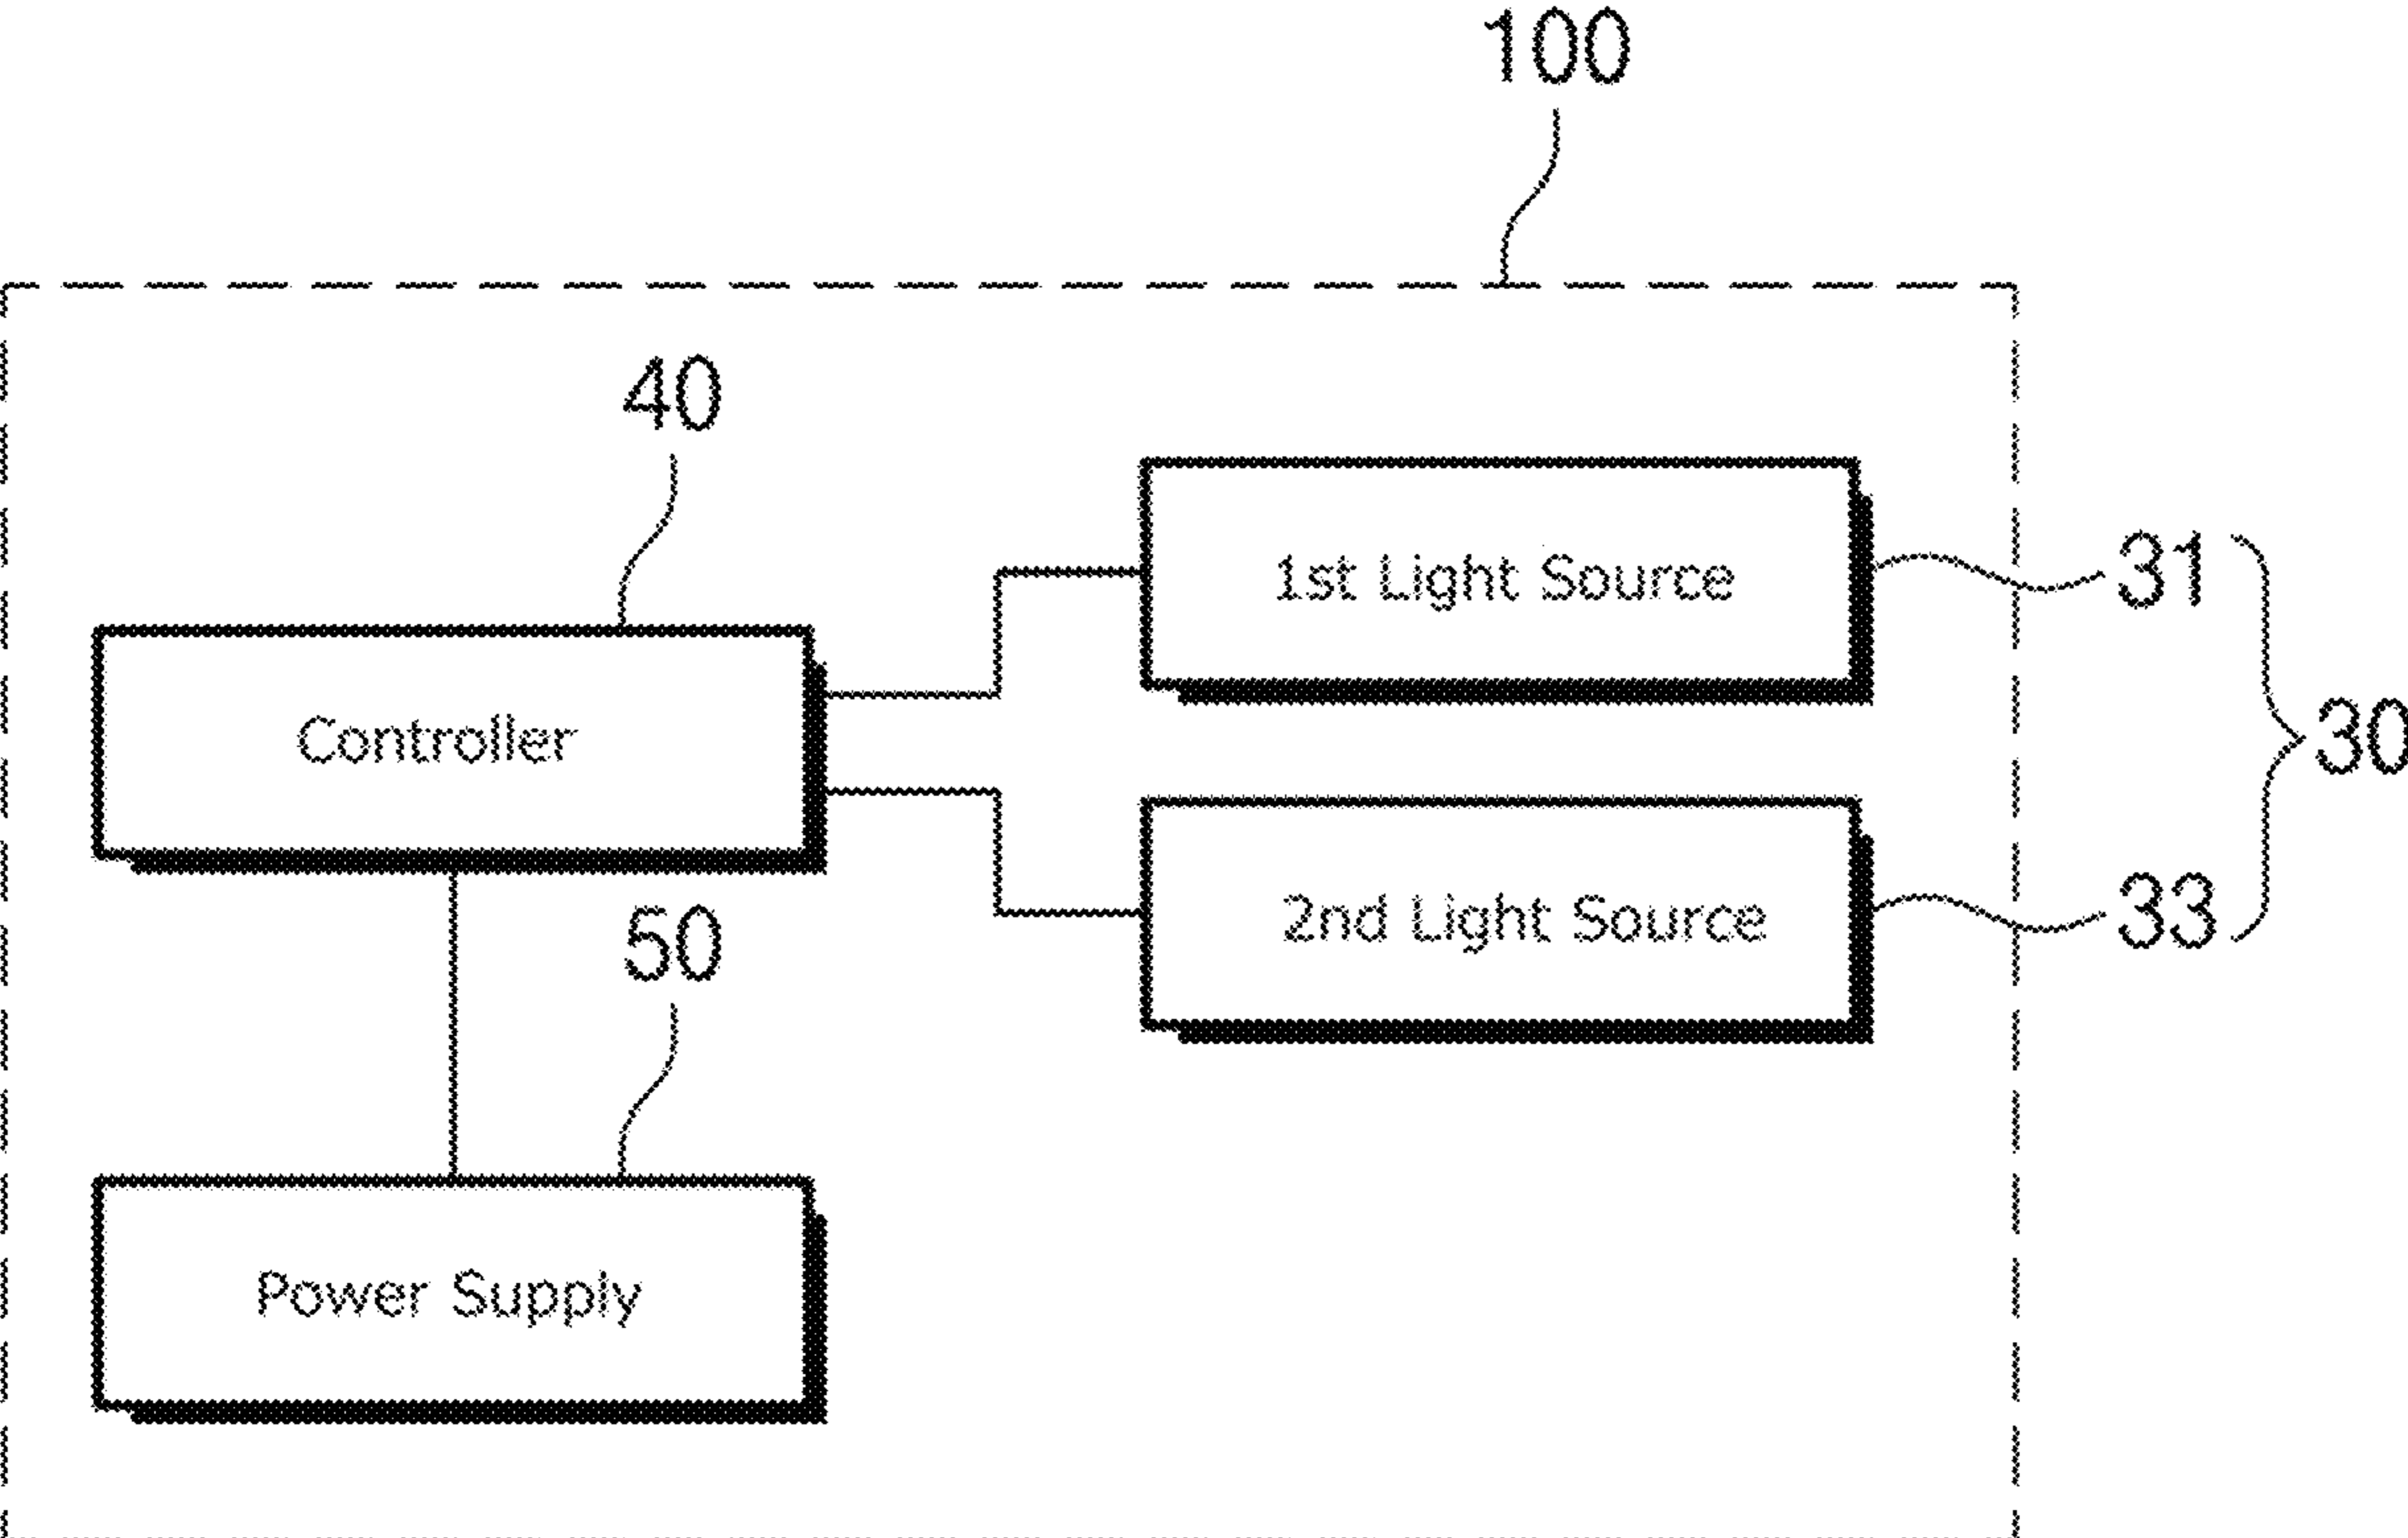 100
40
1st Light Source
31
Controller
30
2nd Light Source
33
50
Power Supply